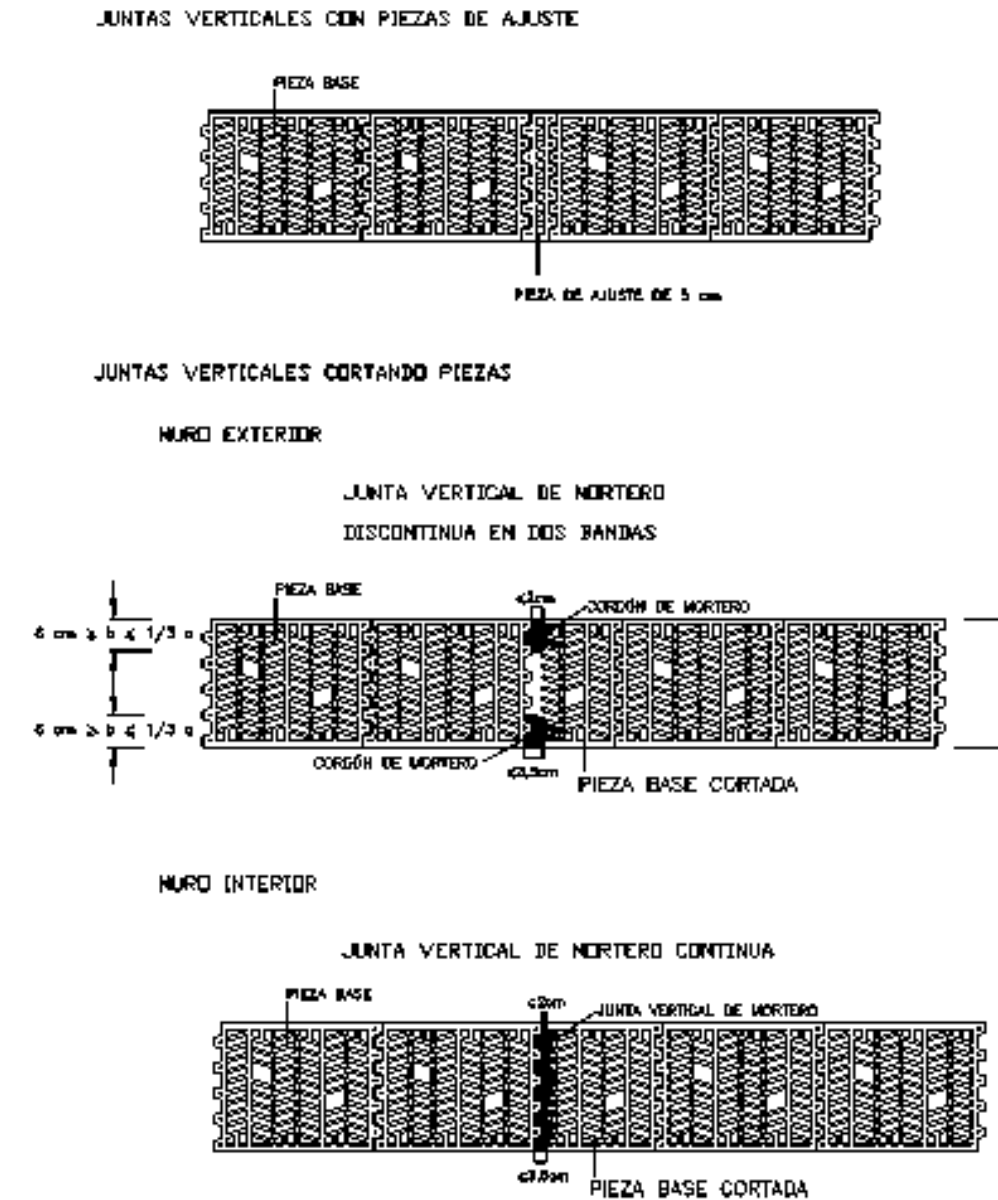 JUNTAS VERTICALES CON PIEZAS DE AJUSTE
PIEZA BASE
PIEZA DE AJUSTE DE 5 cm
JUNTAS VERTICALES CORTANDO PIEZAS
MURO EXTERIOR
JUNTA VERTICAL DE MORTERO
DISCONTINUA EN DOS BANDAS
PIEZA BASE
CORDÓN DE MORTERO
CORDÓN DE MORTERO
PIEZA BASE CORTADA
MURO INTERIOR
JUNTA VERTICAL DE MORTERO CONTINUA
PIEZA BASE
JUNTA VERTICAL DE MORTERO
PIEZA BASE CORTADA